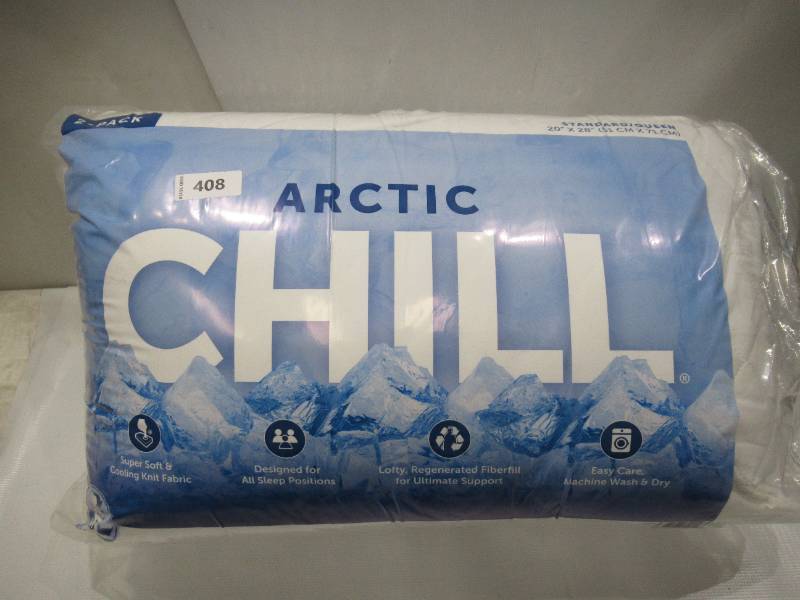 2-PACK
STANDARD/QUEEN
20" X 28" (51 CM X 71 CM)
408
ARCTIC
CHILL®
Super Soft &
Cooling Knit Fabric
Designed for
All Sleep Positions
Lofty, Regenerated Fiberfill
for Ultimate Support
Easy Care,
Machine Wash & Dry